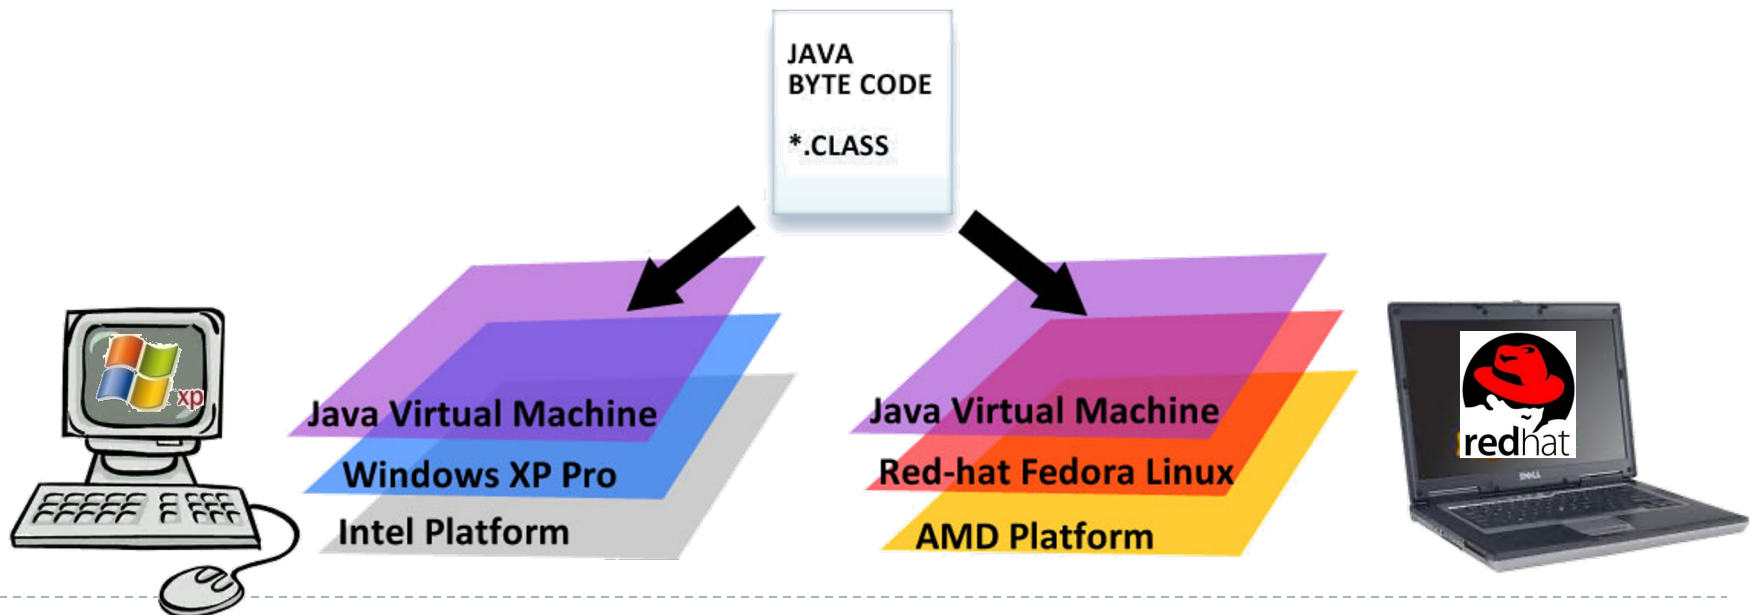 JAVA
BYTE CODE
*.CLASS
xp
Java Virtual Machine
Windows XP Pro
Intel Platform
Java Virtual Machine
Red-hat Fedora Linux
AMD Platform
redhat
DELL